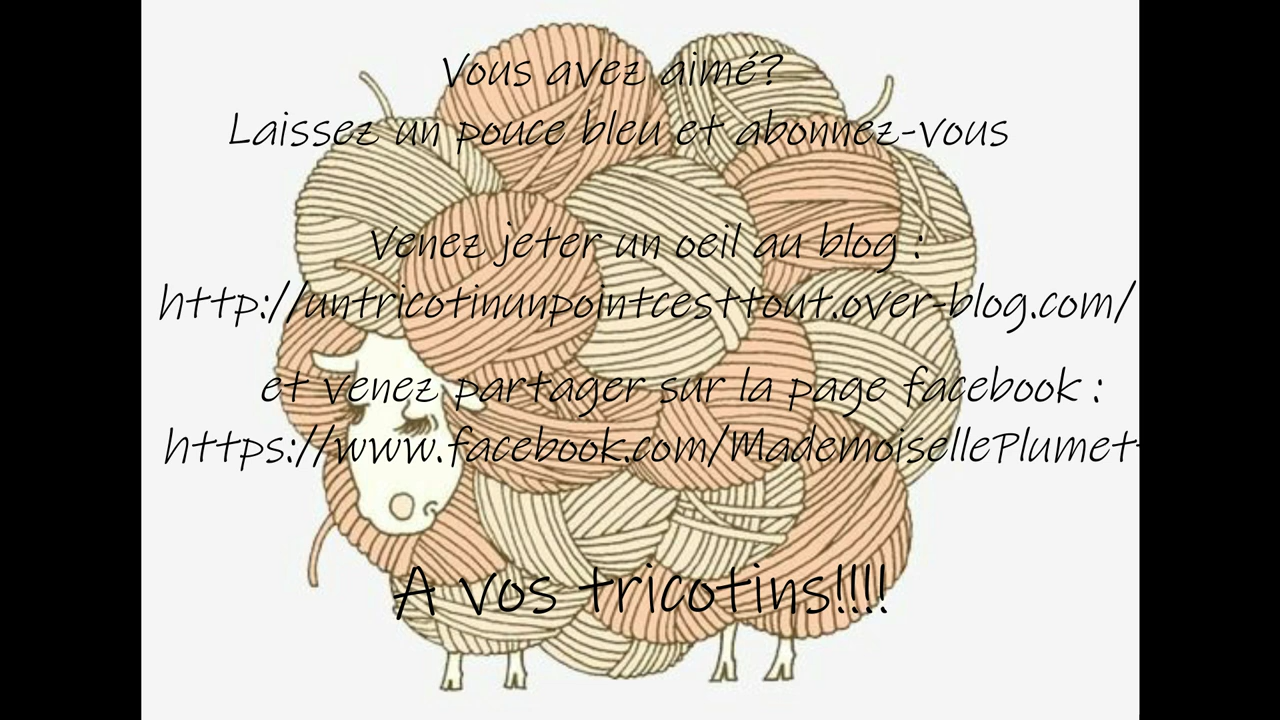 Vous avez aimé?
Laissez un pouce bleu et abonnez-vous
Venez jeter un oeil au blog :
http://untricotinunpointcesttout.over-blog.com/
et venez partager sur la page facebook :
https://www.facebook.com/MademoisellePlumet
A vos tricotins!!!!